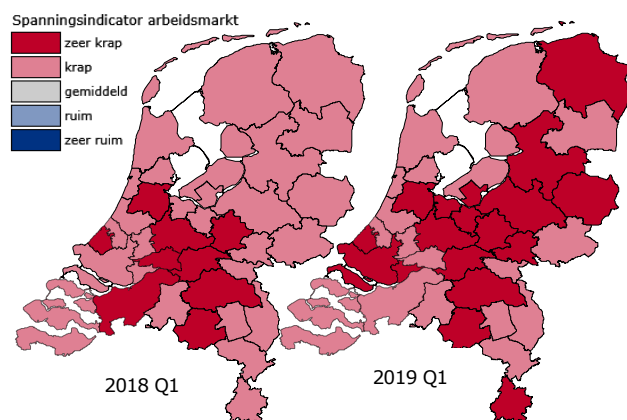 Spanningsindicator arbeidsmarkt
zeer krap
krap
gemiddeld
ruim
zeer ruim
2018 Q1
2019 Q1